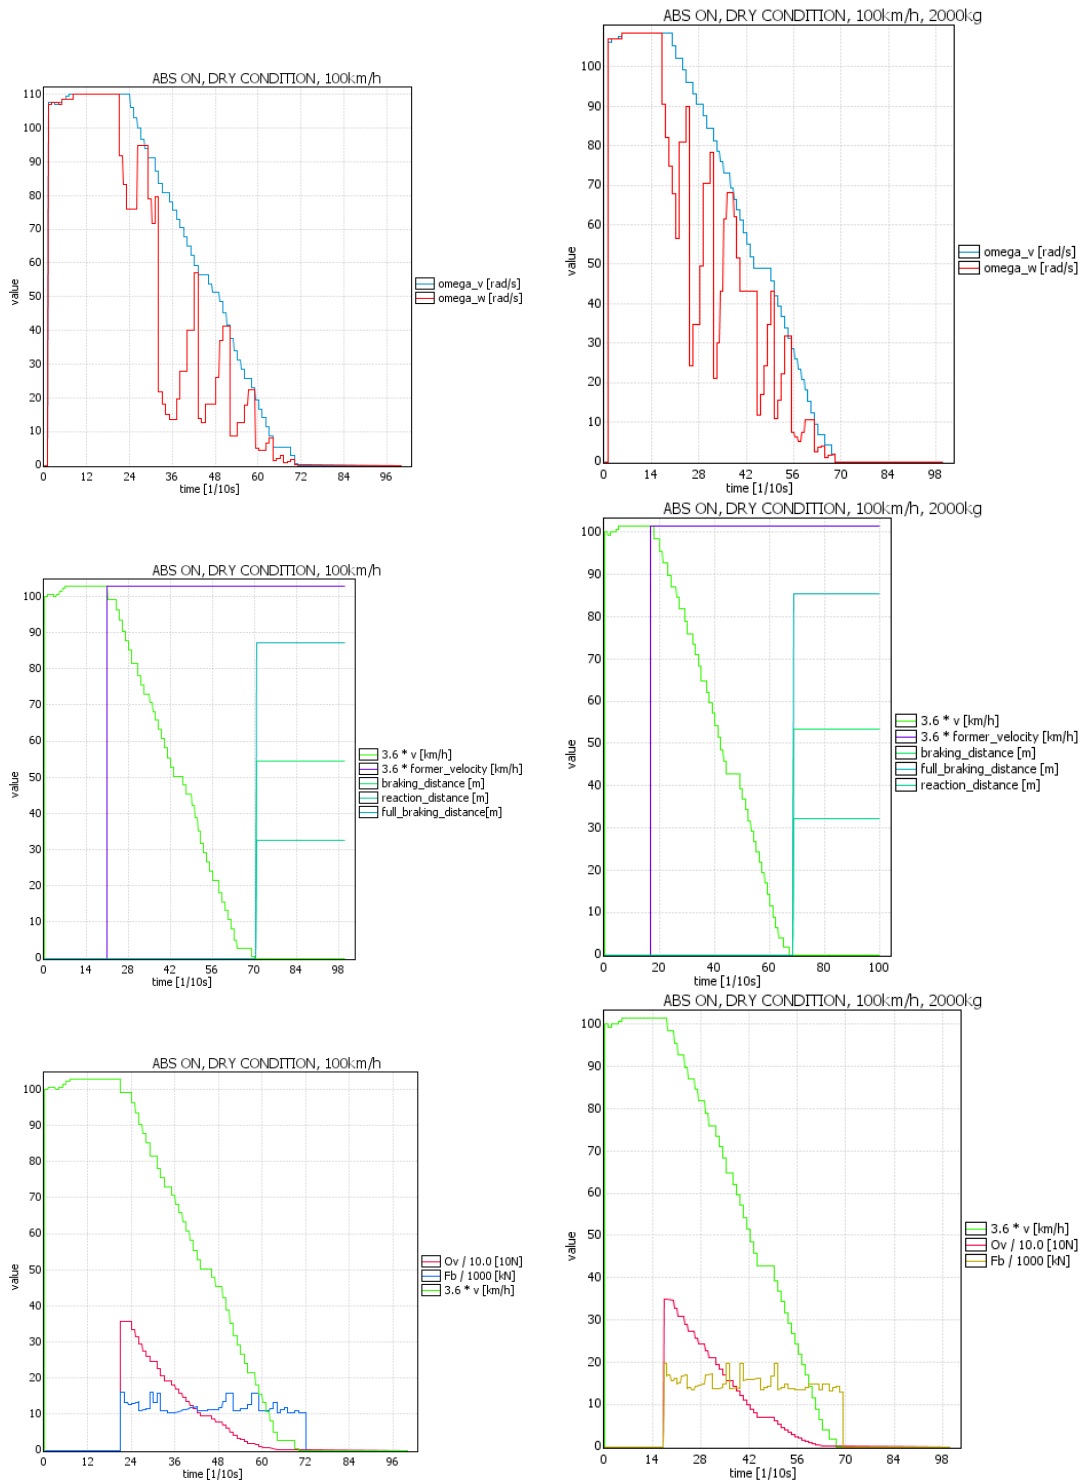 ABS ON, DRY CONDITION, 100km/h
110
100
90
80
70
60
50
40
30
20
10
0
value
0 12 24 36 48 60 72 84 96
time [1/10s]
omega_v [rad/s]
omega_w [rad/s]
ABS ON, DRY CONDITION, 100km/h, 2000kg
100
90
80
70
60
50
40
30
20
10
0
value
0 14 28 42 56 70 84 98
time [1/10s]
omega_v [rad/s]
omega_w [rad/s]
ABS ON, DRY CONDITION, 100km/h
100
90
80
70
60
50
40
30
20
10
0
value
0 14 28 42 56 70 84 98
time [1/10s]
3.6 * v [km/h]
3.6 * former_velocity [km/h]
braking_distance [m]
reaction_distance [m]
full_braking_distance[m]
ABS ON, DRY CONDITION, 100km/h, 2000kg
100
90
80
70
60
50
40
30
20
10
0
value
0 20 40 60 80 100
time [1/10s]
3.6 * v [km/h]
3.6 * former_velocity [km/h]
braking_distance [m]
full_braking_distance [m]
reaction_distance [m]
ABS ON, DRY CONDITION, 100km/h
100
90
80
70
60
50
40
30
20
10
0
value
0 12 24 36 48 60 72 84 96
time [1/10s]
Ov / 10.0 [10N]
Fb / 1000 [kN]
3.6 * v [km/h]
ABS ON, DRY CONDITION, 100km/h, 2000kg
100
90
80
70
60
50
40
30
20
10
0
value
0 14 28 42 56 70 84 98
time [1/10s]
3.6 * v [km/h]
Ov / 10.0 [10N]
Fb / 1000 [kN]